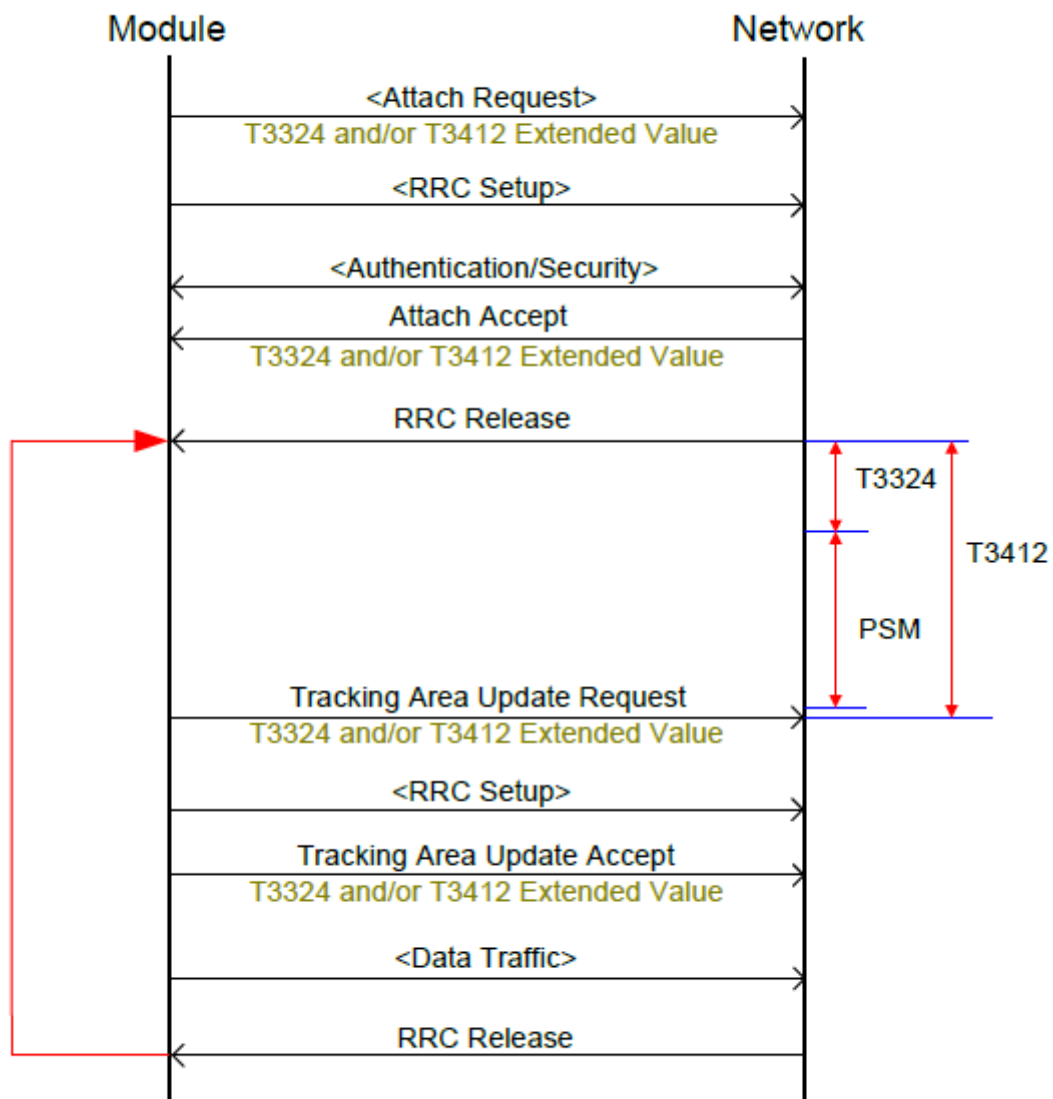 Module
Network
<Attach Request>
T3324 and/or T3412 Extended Value
<RRC Setup>
<Authentication/Security>
Attach Accept
T3324 and/or T3412 Extended Value
RRC Release
T3324
T3412
PSM
Tracking Area Update Request
T3324 and/or T3412 Extended Value
<RRC Setup>
Tracking Area Update Accept
T3324 and/or T3412 Extended Value
<Data Traffic>
RRC Release